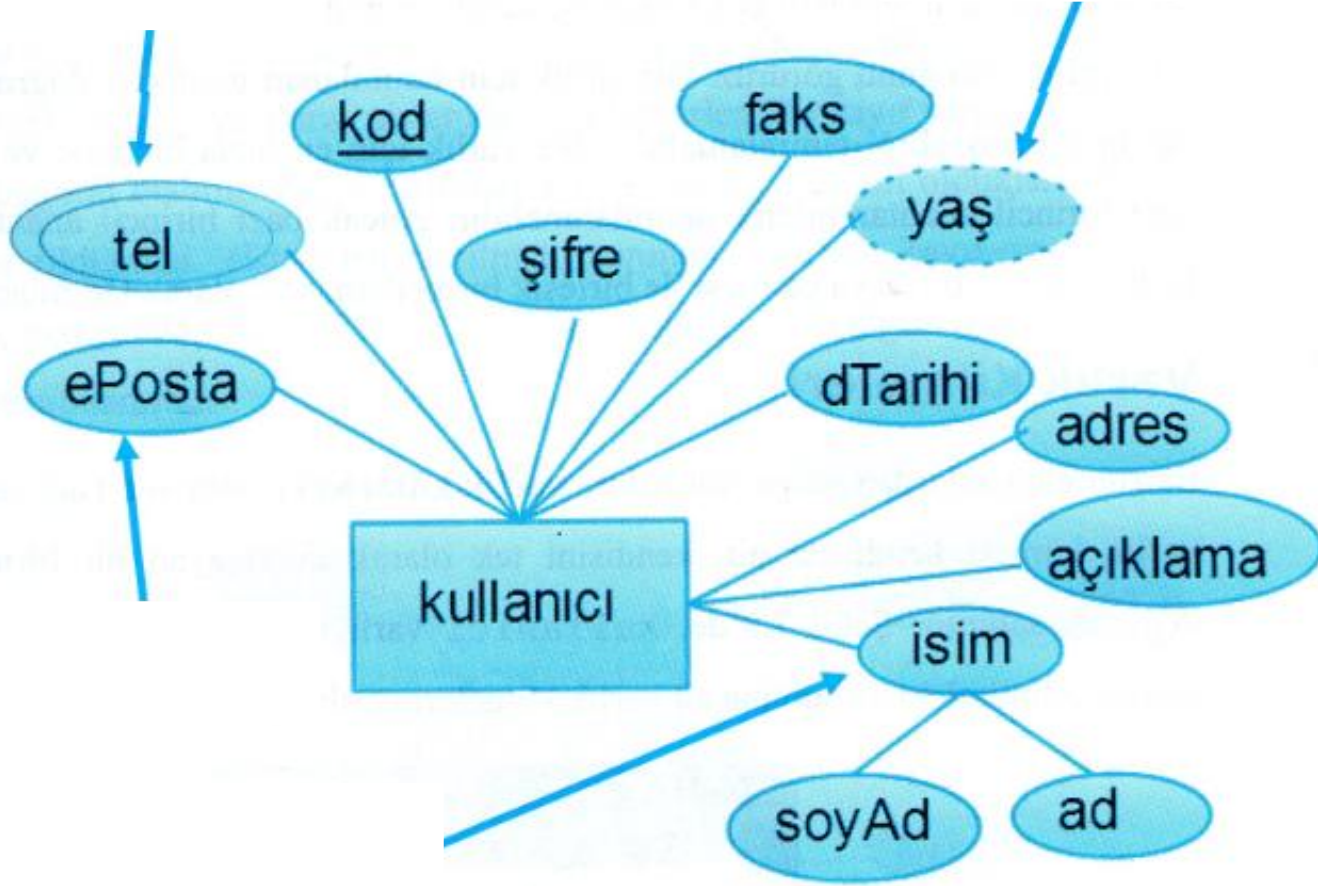 kod
faks
tel
şifre
yaş
ePosta
dTarihi
adres
açıklama
kullanıcı
isim
soyAd
ad